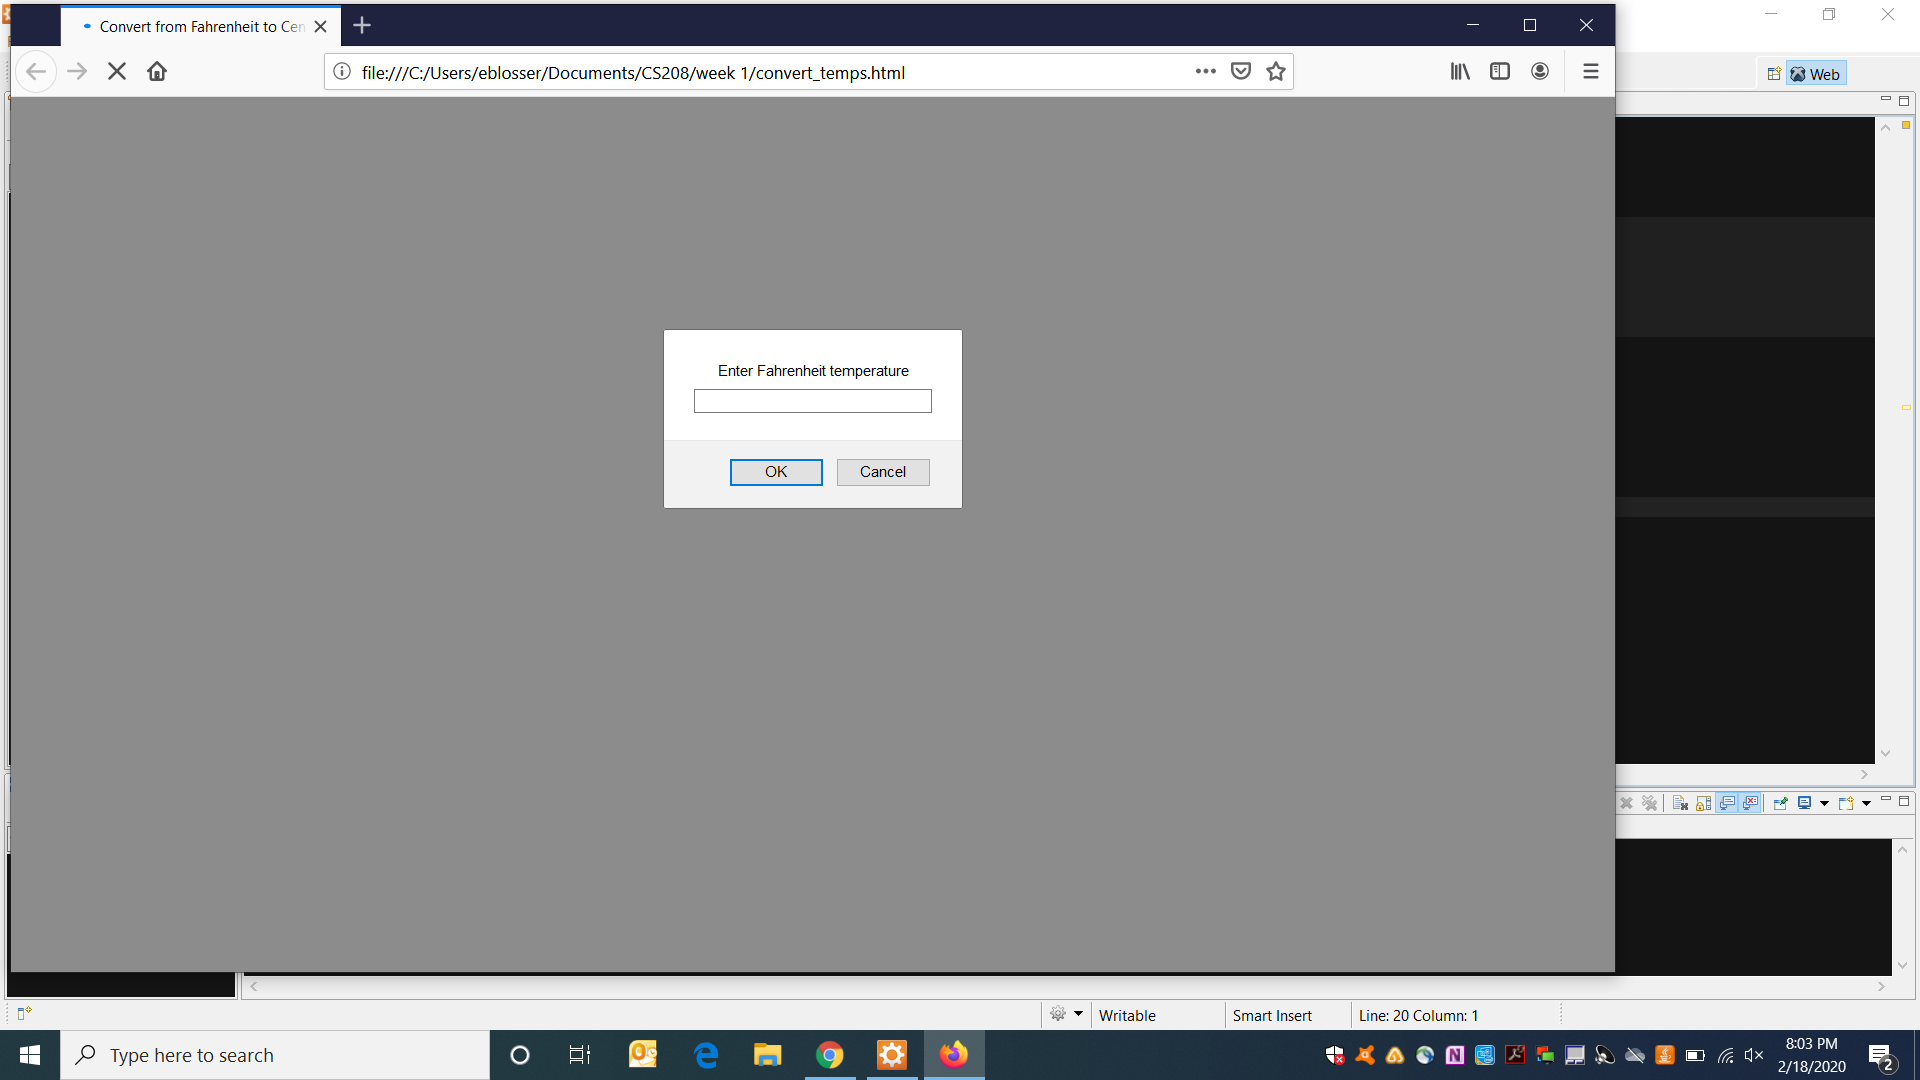 Convert from Fahrenheit to Cen
file:///C:/Users/eblosser/Documents/CS208/week 1/convert_temps.html
Web
Enter Fahrenheit temperature
OK
Cancel
Writable
Smart Insert
Line: 20 Column: 1
Type here to search
8:03 PM
2/18/2020
2